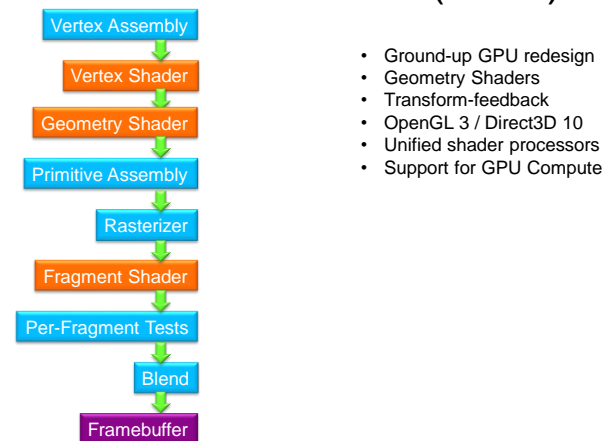 Vertex Assembly
Vertex Shader
Geometry Shader
Primitive Assembly
Rasterizer
Fragment Shader
Per-Fragment Tests
Blend
Framebuffer
• Ground-up GPU redesign
• Geometry Shaders
• Transform-feedback
• OpenGL 3 / Direct3D 10
• Unified shader processors
• Support for GPU Compute